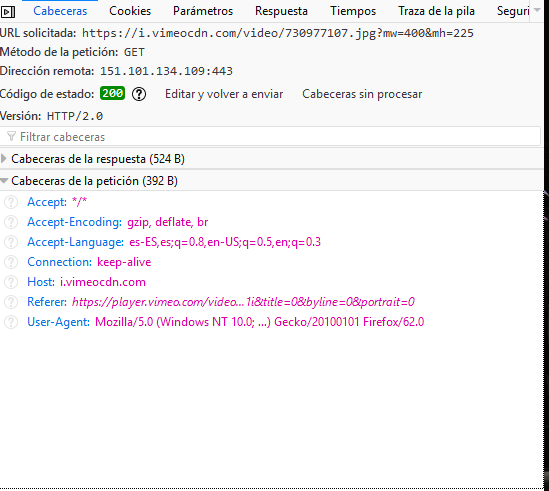 Cabeceras Cookies Parámetros Respuesta Tiempos Traza de la pila Seguri
URL solicitada: https://i.vimeocdn.com/video/730977107.jpg?mw=400&mh=225
Método de la petición: GET
Dirección remota: 151.101.134.109:443
Código de estado: 200 ? Editar y volver a enviar Cabeceras sin procesar
Versión: HTTP/2.0
Filtrar cabeceras
Cabeceras de la respuesta (524 B)
Cabeceras de la petición (392 B)
? Accept: */*
? Accept-Encoding: gzip, deflate, br
? Accept-Language: es-ES,es;q=0.8,en-US;q=0.5,en;q=0.3
? Connection: keep-alive
? Host: i.vimeocdn.com
? Referer: https://player.vimeo.com/video…1i&title=0&byline=0&portrait=0
? User-Agent: Mozilla/5.0 (Windows NT 10.0; …) Gecko/20100101 Firefox/62.0